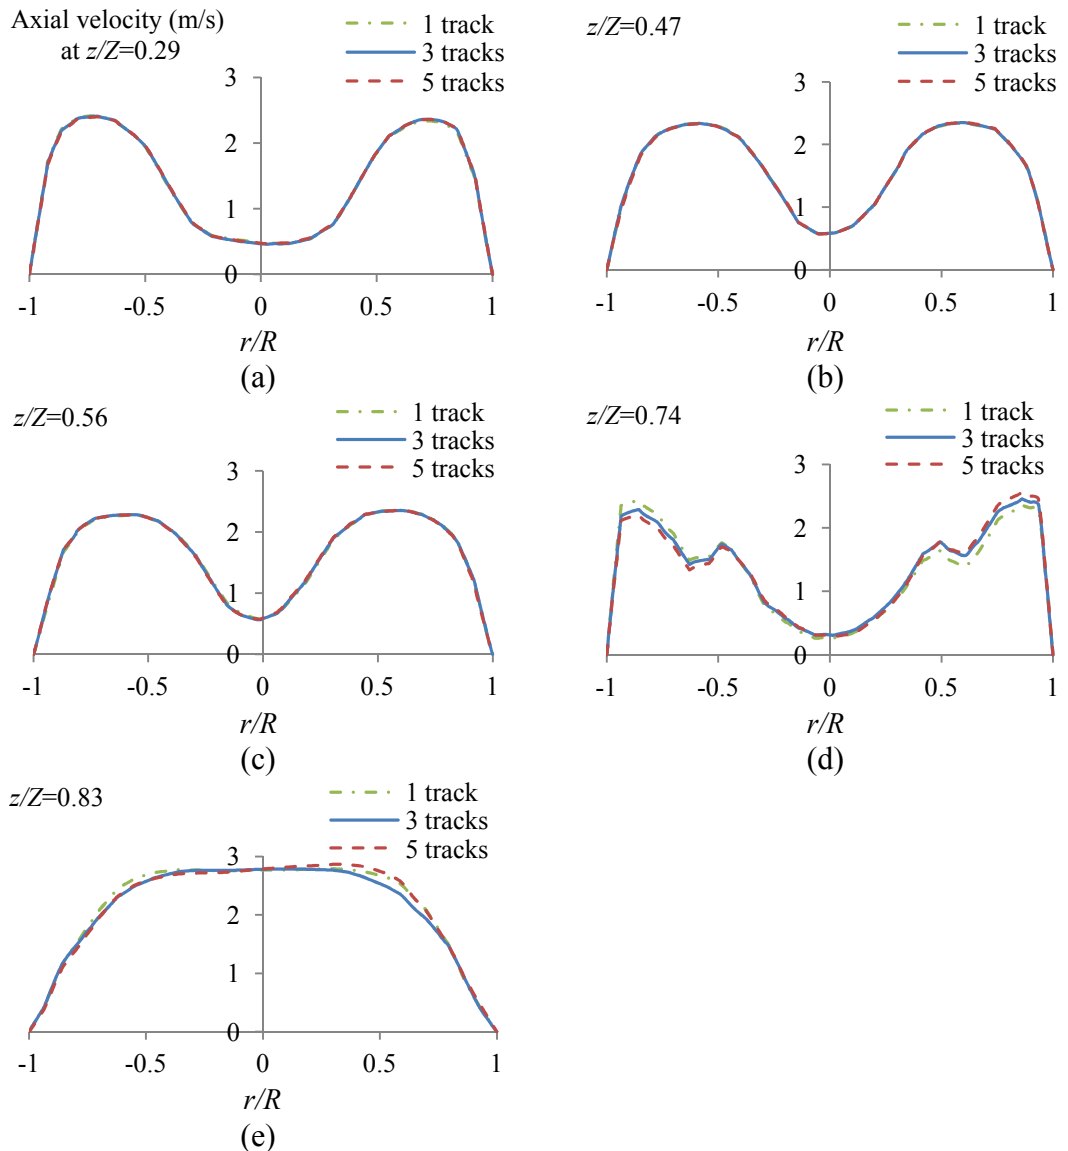 Axial velocity (m/s)
at z/Z=0.29
1 track
3 tracks
5 tracks
3
2
1
0
-1 -0.5 0 0.5 1
r/R
(a)
z/Z=0.47
1 track
3 tracks
5 tracks
3
2
1
0
-1 -0.5 0 0.5 1
r/R
(b)
z/Z=0.56
1 track
3 tracks
5 tracks
3
2
1
0
-1 -0.5 0 0.5 1
r/R
(c)
z/Z=0.74
1 track
3 tracks
5 tracks
3
2
1
0
-1 -0.5 0 0.5 1
r/R
(d)
z/Z=0.83
1 track
3 tracks
5 tracks
3
2
1
0
-1 -0.5 0 0.5 1
r/R
(e)